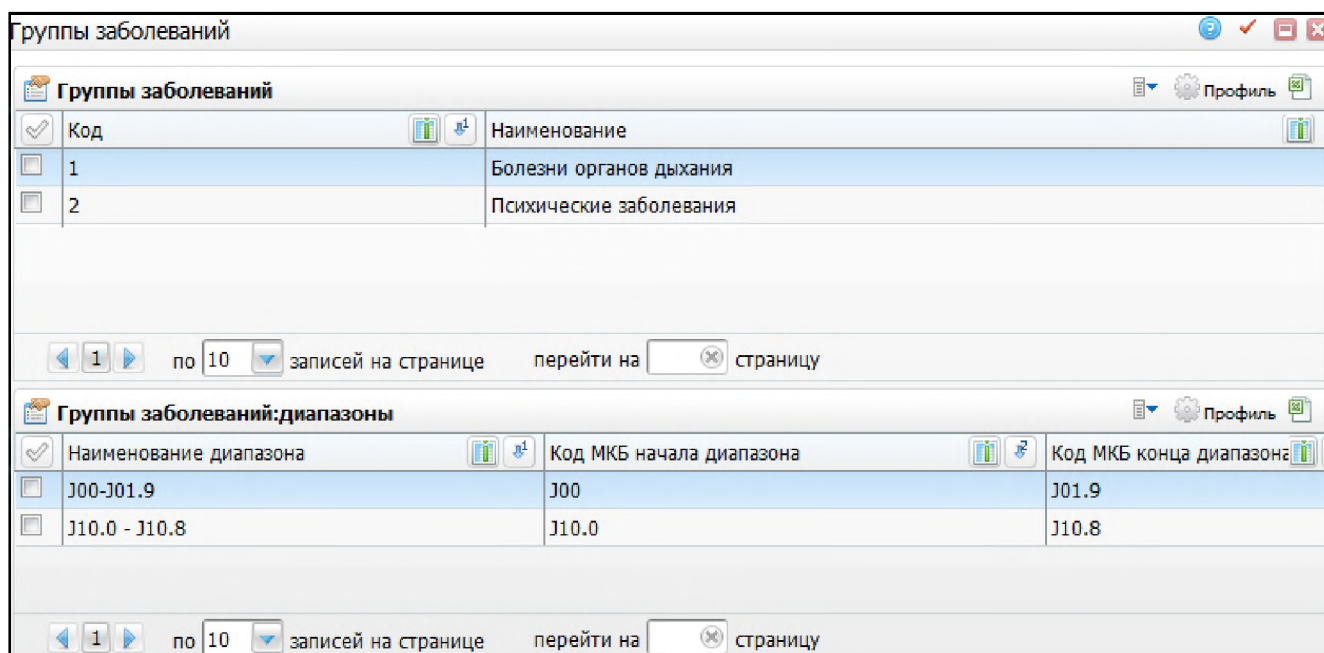 Группы заболеваний
Группы заболеваний Профиль
Код 1 Наименование
1 Болезни органов дыхания
2 Психические заболевания
1 по 10 записей на странице перейти на страницу
Группы заболеваний:диапазоны Профиль
Наименование диапазона 1 Код МКБ начала диапазона 2 Код МКБ конца диапазона
J00-J01.9 J00 J01.9
J10.0 - J10.8 J10.0 J10.8
1 по 10 записей на странице перейти на страницу